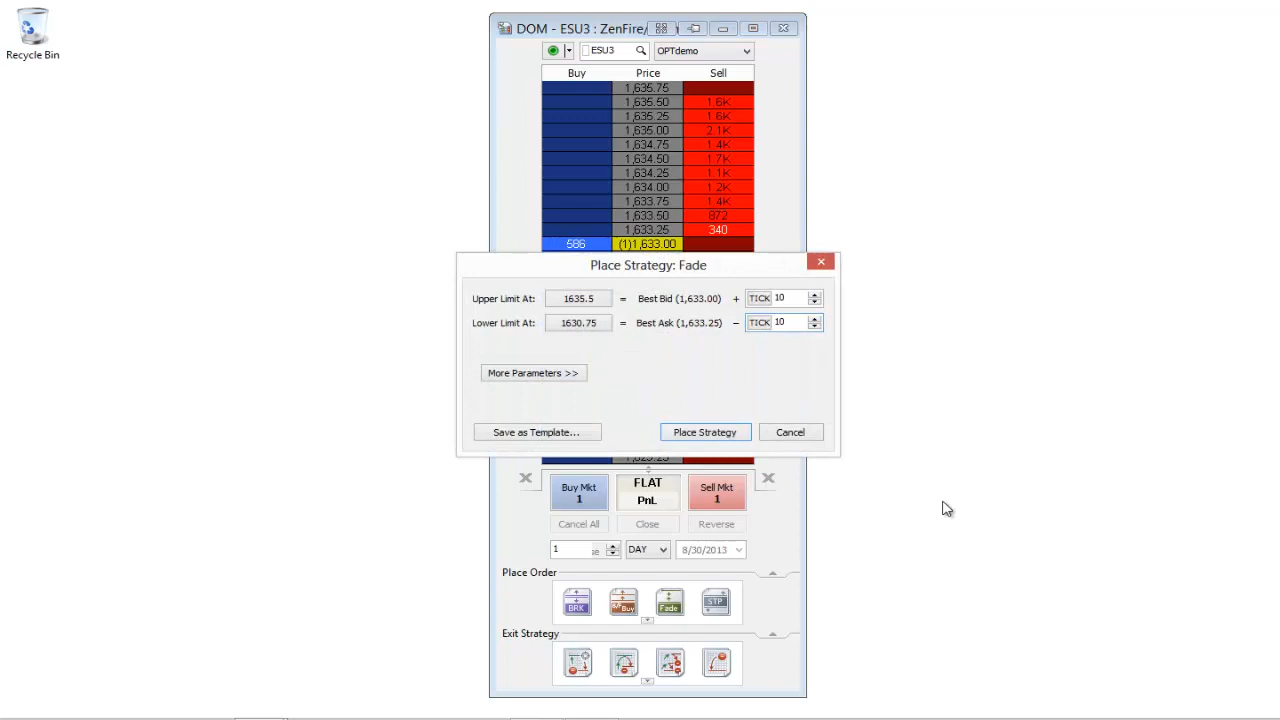 Recycle Bin
DOM - ESU3 : ZenFire/
ESU3
OPTdemo
Buy Price Sell
1,635.75
1,635.50 1.6K
1,635.25 1.6K
1,635.00 2.1K
1,634.75 1.4K
1,634.50 1.7K
1,634.25 1.1K
1,634.00 1.2K
1,633.75 1.4K
1,633.50 872
1,633.25 340
586 (1)1,633.00
Place Strategy: Fade
Upper Limit At: 1635.5 = Best Bid (1,633.00) + TICK 10
Lower Limit At: 1630.75 = Best Ask (1,633.25) − TICK 10
More Parameters >>
Save as Template... Place Strategy Cancel
Buy Mkt
1
FLAT
PnL
Sell Mkt
1
Cancel All Close Reverse
1 DAY 8/30/2013
Place Order
BRK Buy Fade STP
Exit Strategy